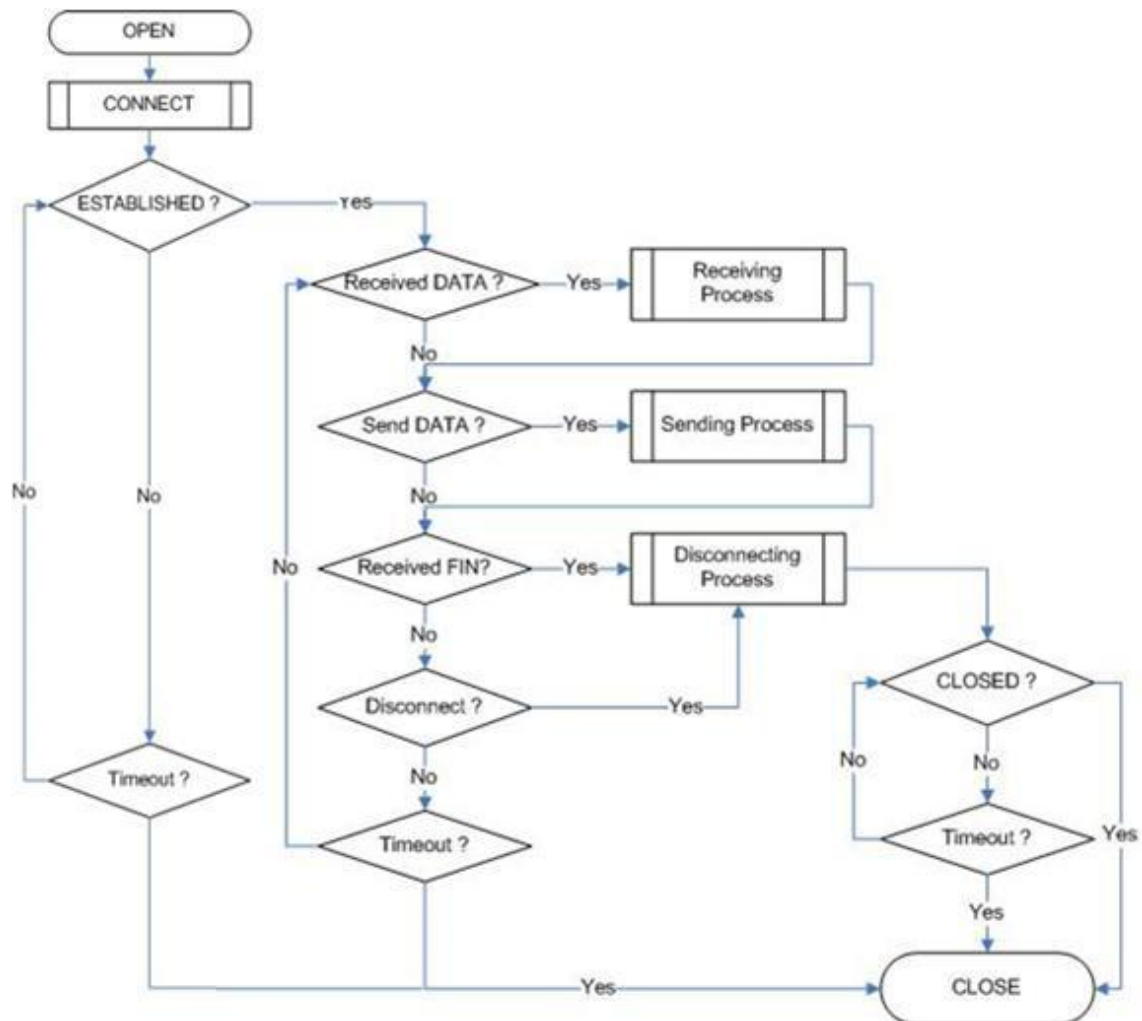 OPEN
CONNECT
ESTABLISHED ?
Yes
Received DATA ?
Yes
Receiving
Process
No
Send DATA ?
Yes
Sending Process
No
No
No
Received FIN?
Yes
Disconnecting
Process
No
No
Disconnect ?
Yes
CLOSED ?
No
No
No
Timeout ?
Timeout ?
Timeout ?
Yes
Yes
Yes
CLOSE